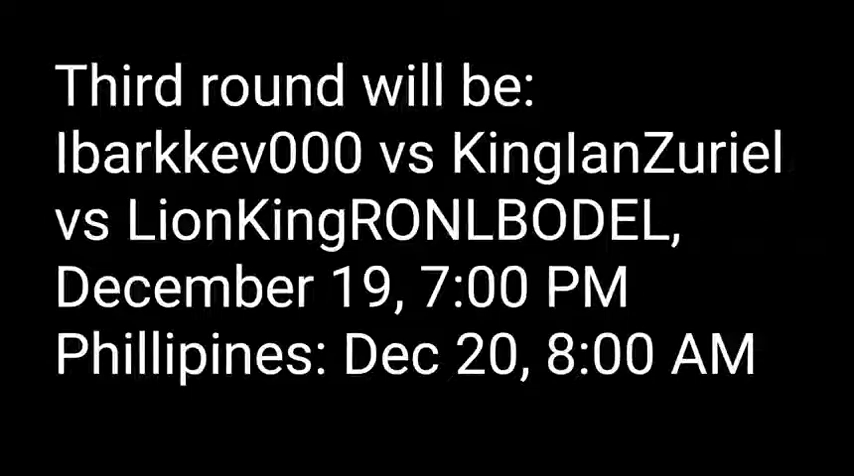 Third round will be:
Ibarkkev000 vs KingIanZuriel
vs LionKingRONLBODEL,
December 19, 7:00 PM
Phillipines: Dec 20, 8:00 AM